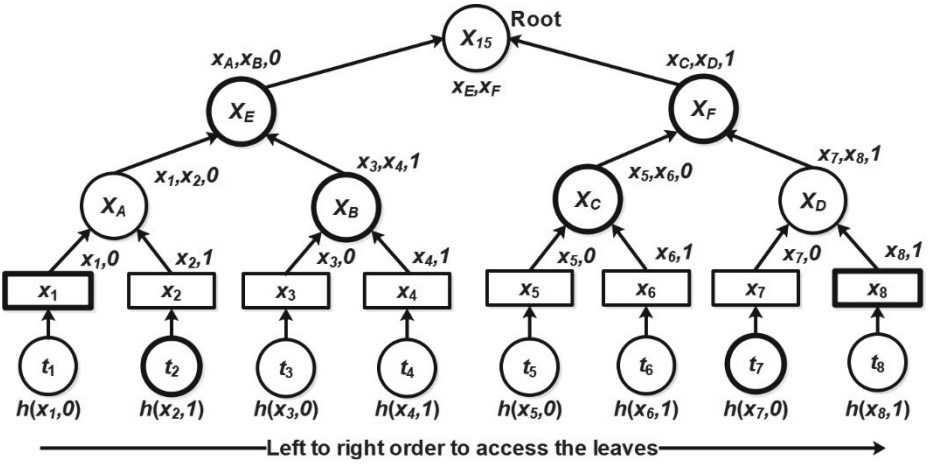 Root
X15
xA,xB,0
xC,xD,1
xE,xF
XE
XF
x1,x2,0
x3,x4,1
x5,x6,0
x7,x8,1
XA
XB
XC
XD
x1,0
x2,1
x3,0
x4,1
x5,0
x6,1
x7,0
x8,1
x1
x2
x3
x4
x5
x6
x7
x8
t1
t2
t3
t4
t5
t6
t7
t8
h(x1,0)
h(x2,1)
h(x3,0)
h(x4,1)
h(x5,0)
h(x6,1)
h(x7,0)
h(x8,1)
Left to right order to access the leaves